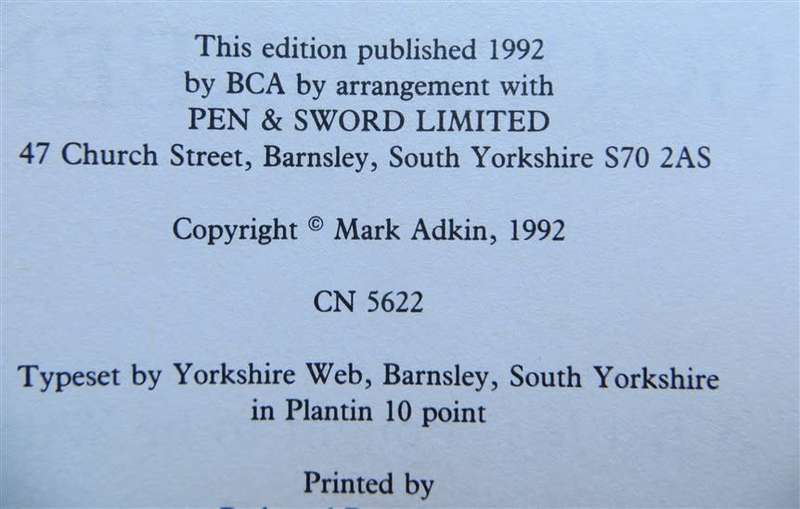 This edition published 1992
by BCA by arrangement with
PEN & SWORD LIMITED
47 Church Street, Barnsley, South Yorkshire S70 2AS
Copyright © Mark Adkin, 1992
CN 5622
Typeset by Yorkshire Web, Barnsley, South Yorkshire
in Plantin 10 point
Printed by